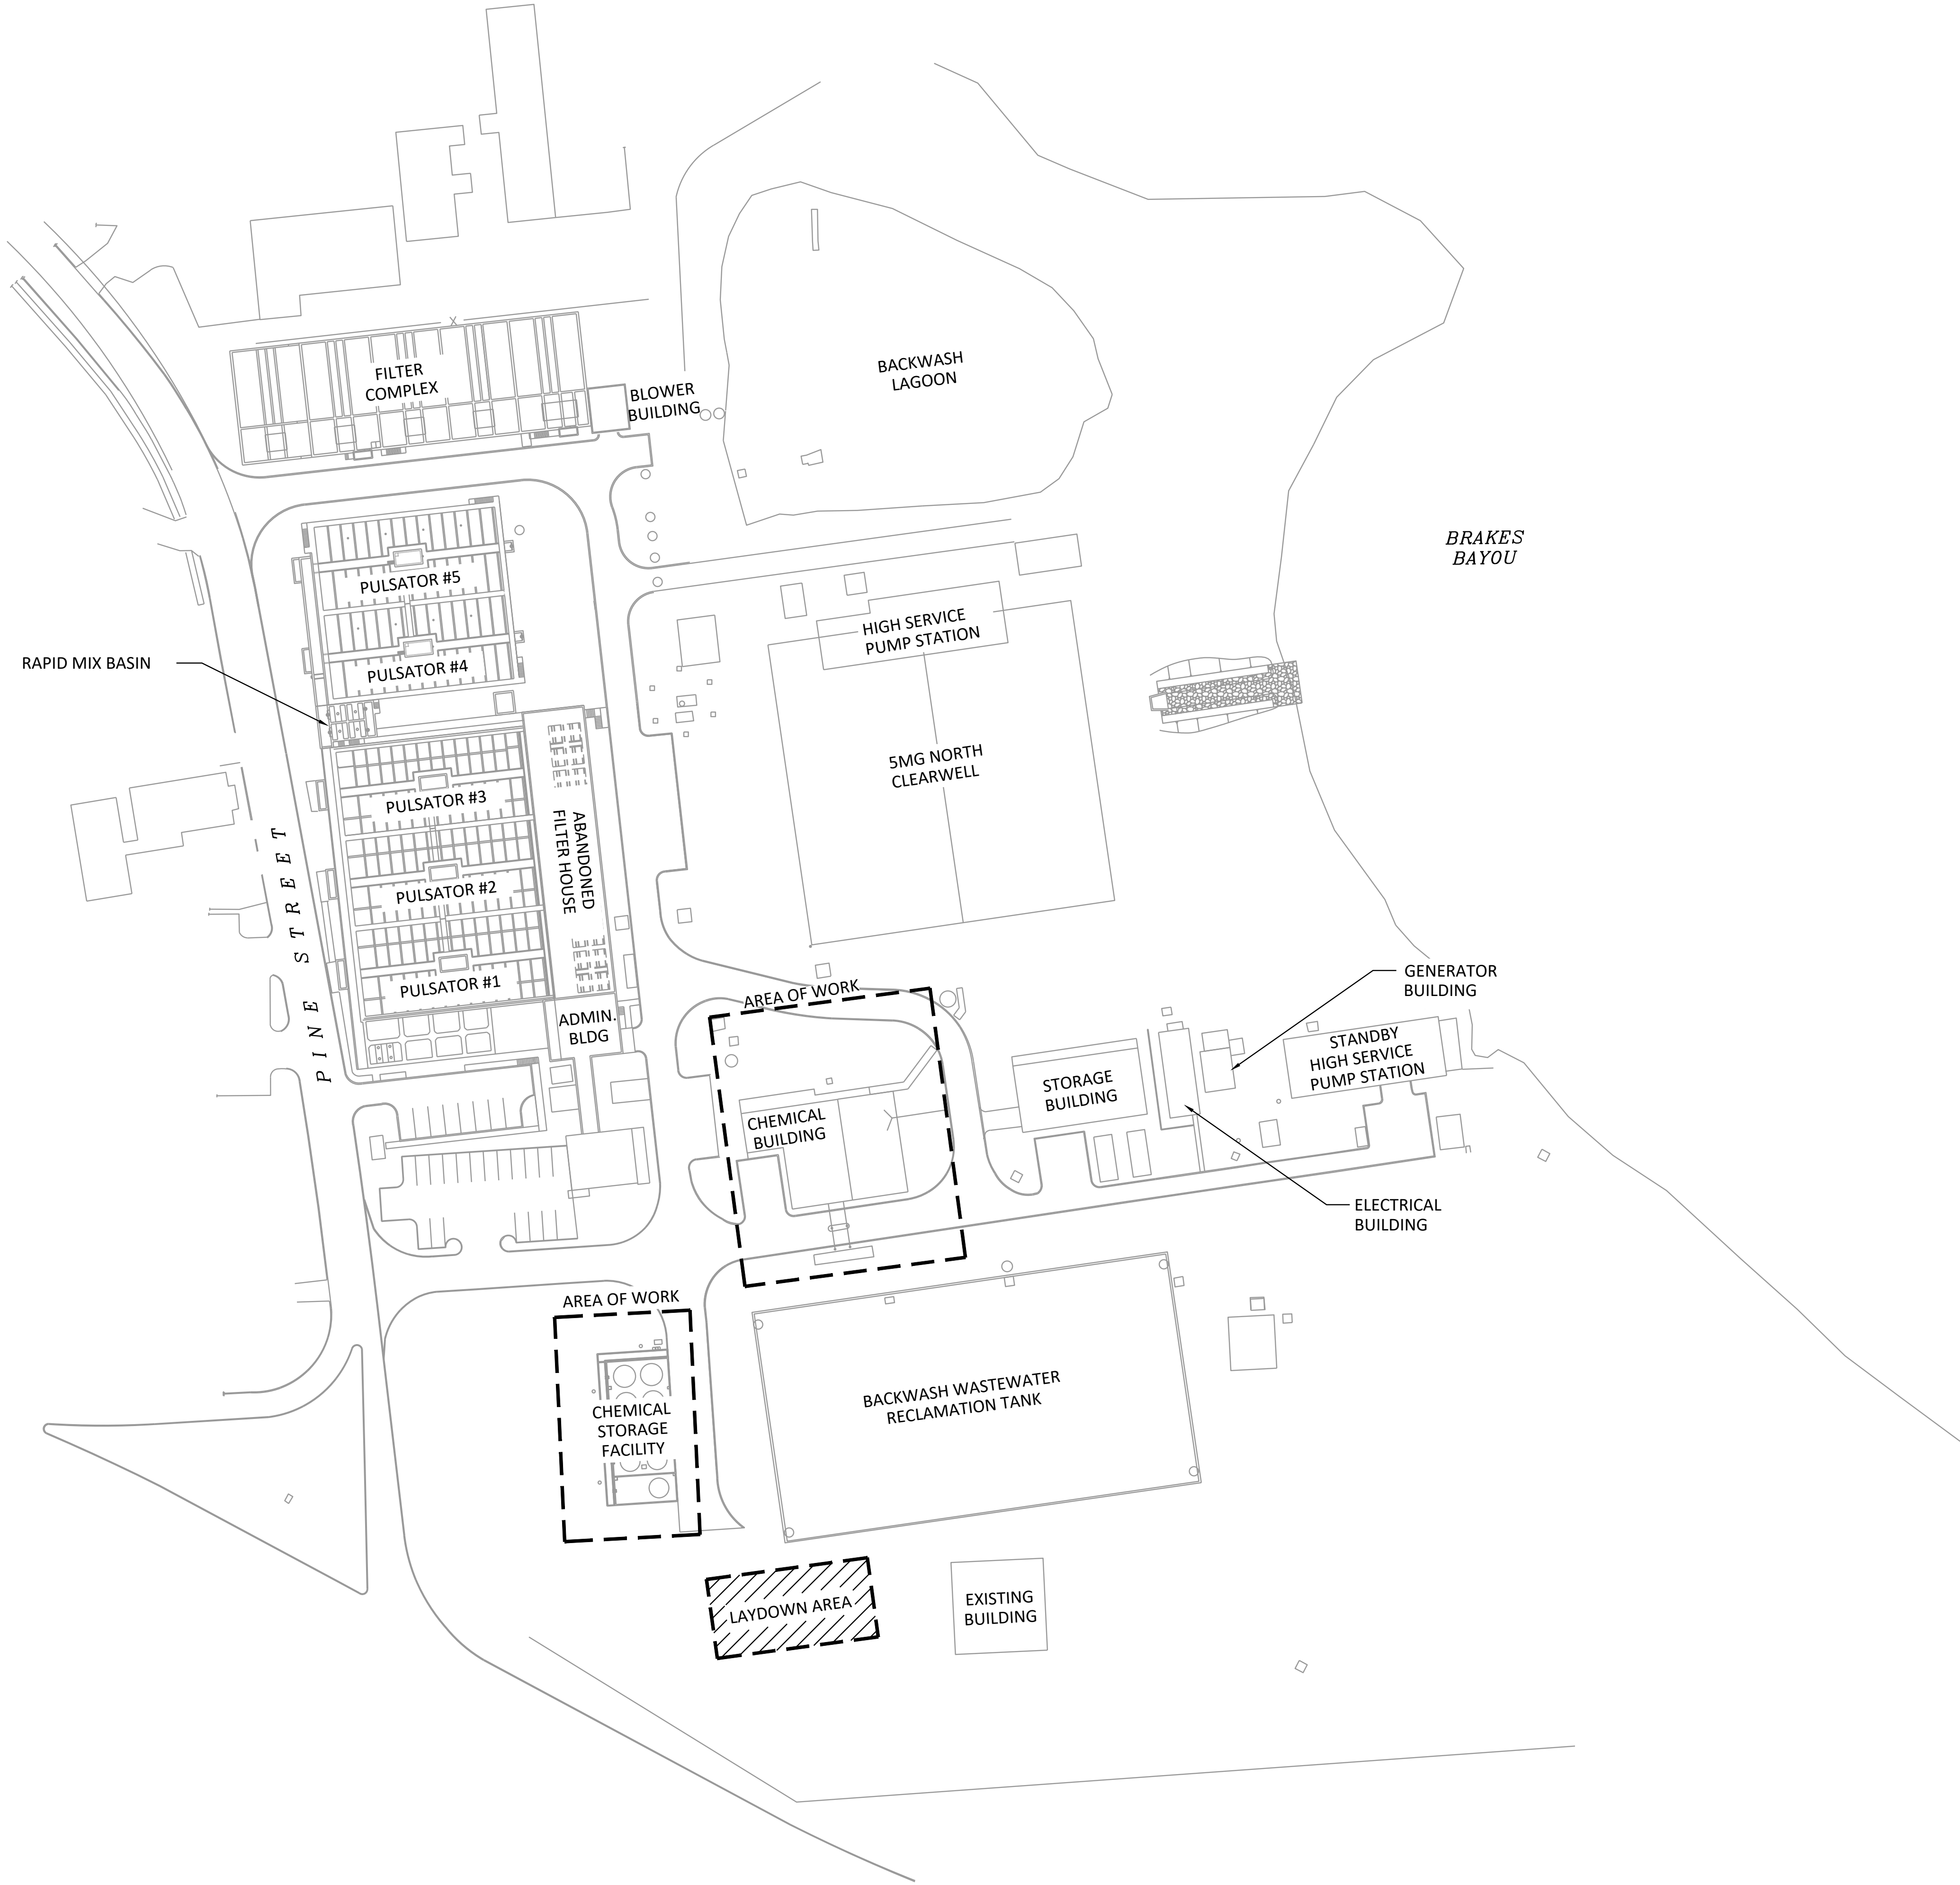 FILTER
COMPLEX
BLOWER
BUILDING
BACKWASH
LAGOON
BRAKES
BAYOU
PULSATOR #5
HIGH SERVICE
PUMP STATION
RAPID MIX BASIN
PULSATOR #4
5MG NORTH
CLEARWELL
PULSATOR #3
ABANDONED
FILTER HOUSE
PINE STREET
PULSATOR #2
PULSATOR #1
AREA OF WORK
GENERATOR
BUILDING
ADMIN.
BLDG
STANDBY
HIGH SERVICE
PUMP STATION
STORAGE
BUILDING
CHEMICAL
BUILDING
ELECTRICAL
BUILDING
AREA OF WORK
BACKWASH WASTEWATER
RECLAMATION TANK
CHEMICAL
STORAGE
FACILITY
LAYDOWN AREA
EXISTING
BUILDING